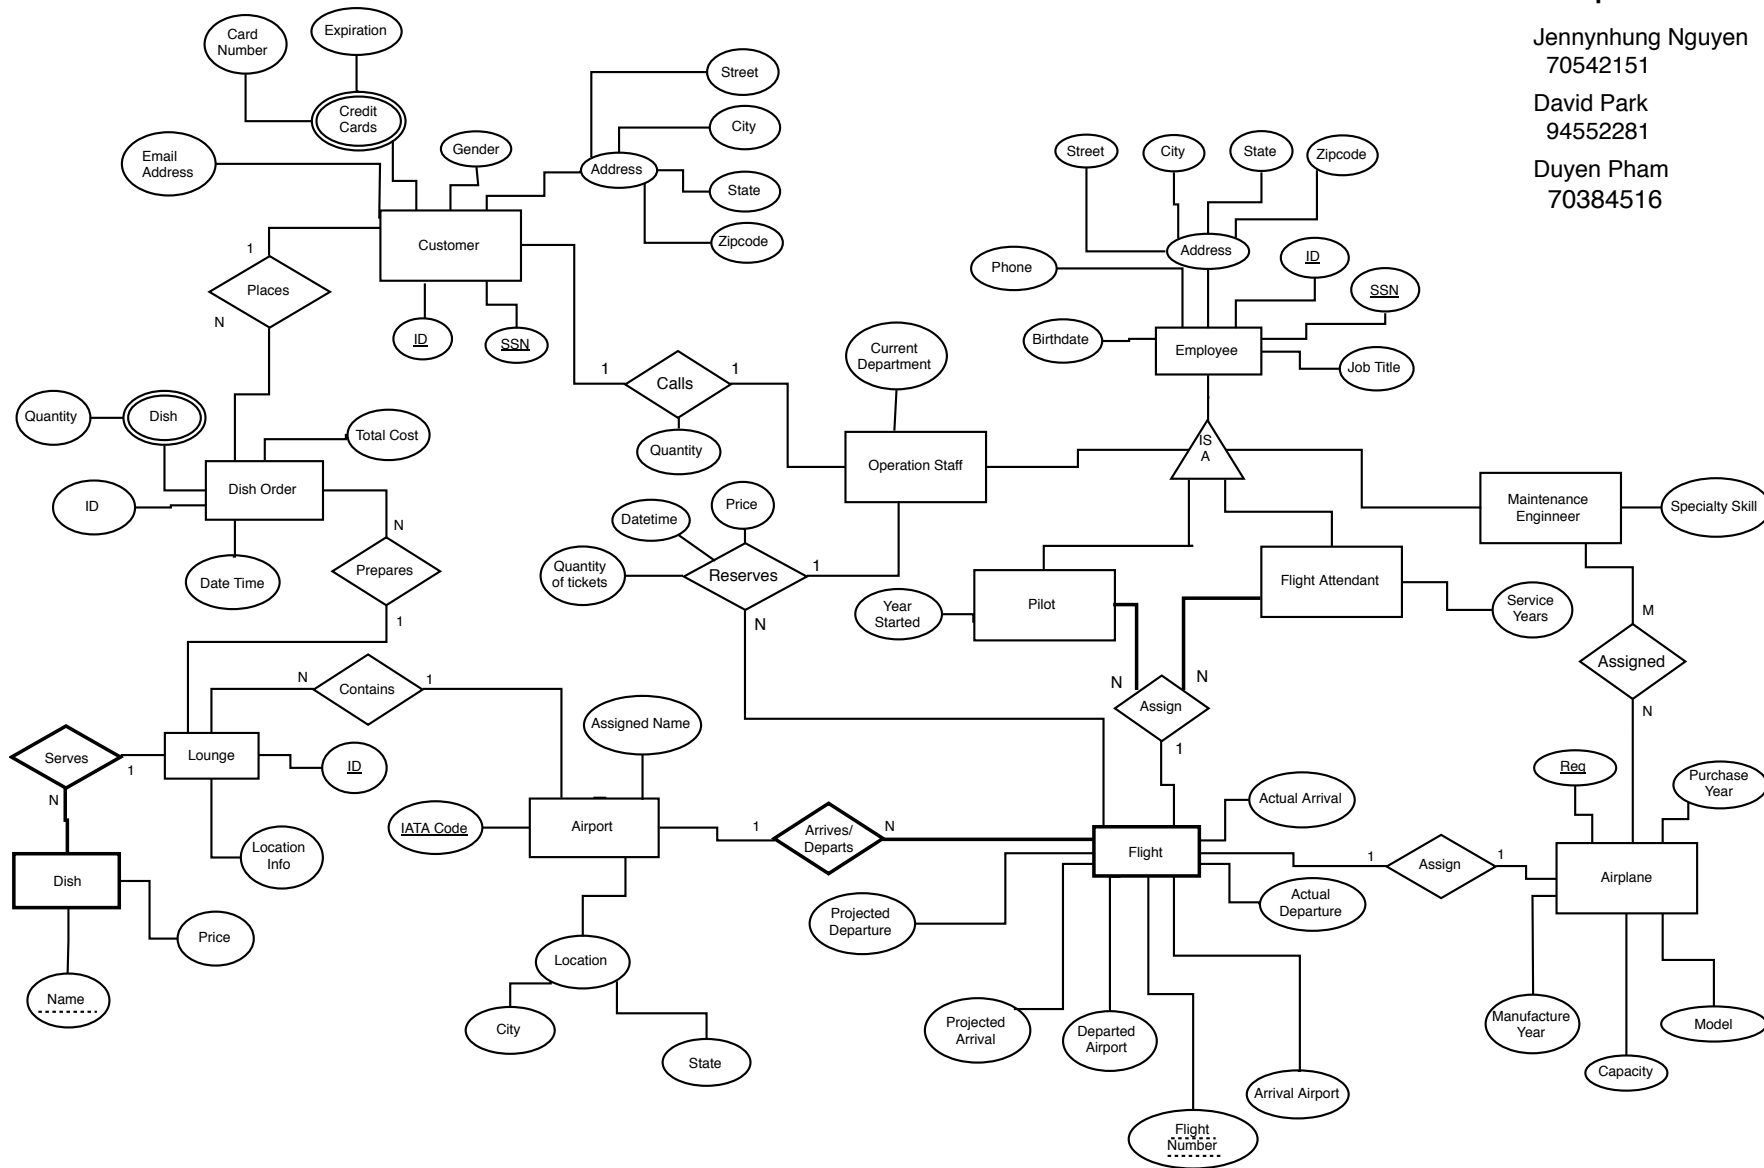 Jennynhung Nguyen
70542151
David Park
94552281
Duyen Pham
70384516
Card
Number
Expiration
Credit
Cards
Email
Address
Gender
Street
City
Address
State
Zipcode
Customer
1
Places
N
ID
SSN
Street
City
State
Zipcode
Address
Phone
ID
SSN
Birthdate
Employee
Job Title
Current
Department
1
Calls
1
Quantity
Quantity
Dish
Total Cost
Dish Order
ID
Date Time
N
Prepares
1
Operation Staff
IS
A
Maintenance
Enginneer
Specialty Skill
Price
Datetime
Quantity
of tickets
Reserves
1
N
Year
Started
Pilot
Flight Attendant
Service
Years
M
Assigned
N
N
N
Assign
1
N
Contains
1
Serves
1
N
Lounge
ID
Location
Info
Dish
Price
Name
Assigned Name
IATA Code
Airport
1
Arrives/
Departs
N
Location
City
State
Flight
Actual Arrival
Actual
Departure
Projected
Departure
Projected
Arrival
Departed
Airport
Flight
Number
Arrival Airport
1
Assign
1
Req
Purchase
Year
Airplane
Manufacture
Year
Capacity
Model